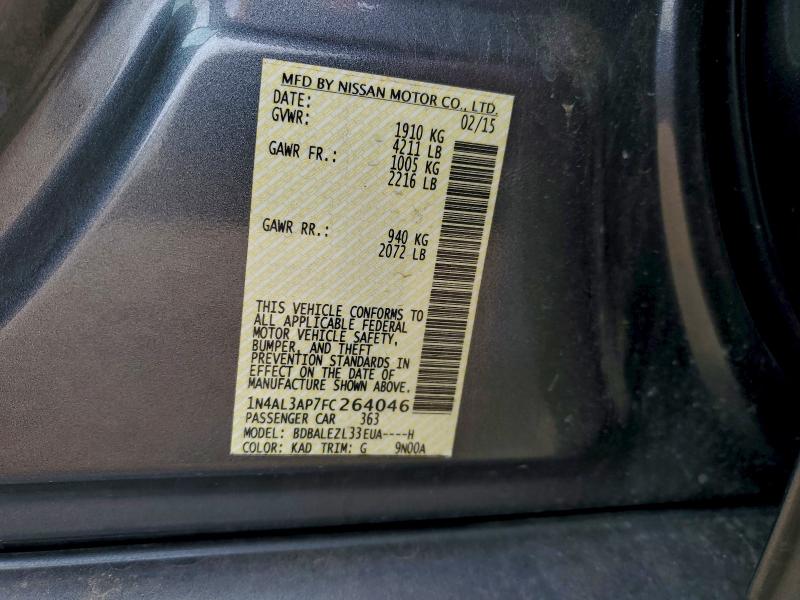 MFD BY NISSAN MOTOR CO., LTD.
DATE: 02/15
GVWR: 1910 KG
4211 LB
GAWR FR.: 1005 KG
2216 LB
GAWR RR.: 940 KG
2072 LB
THIS VEHICLE CONFORMS TO
ALL APPLICABLE FEDERAL
MOTOR VEHICLE SAFETY,
BUMPER, AND THEFT
PREVENTION STANDARDS IN
EFFECT ON THE DATE OF
MANUFACTURE SHOWN ABOVE.
1N4AL3AP7FC264046
PASSENGER CAR 363
MODEL: BDBALEZL33EUA----H
COLOR: KAD TRIM: G 9N00A